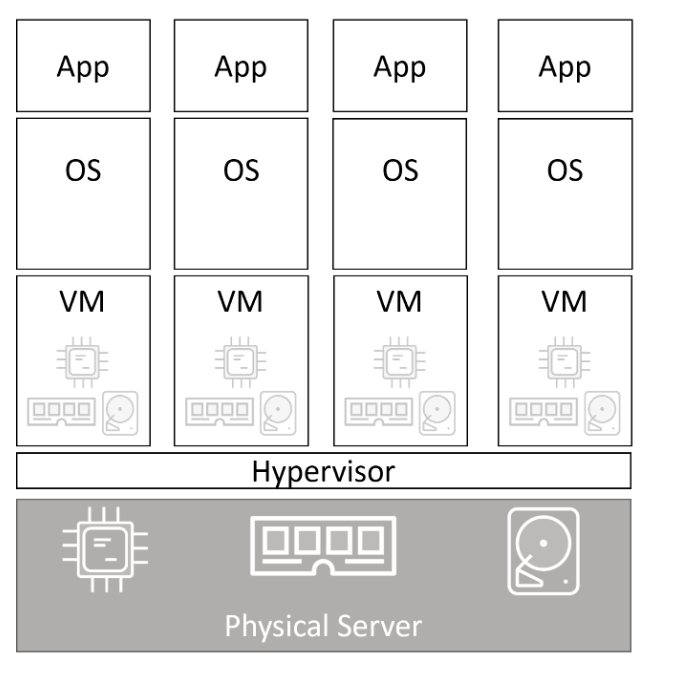 App App App App
OS OS OS OS
VM VM VM VM
Hypervisor
Physical Server